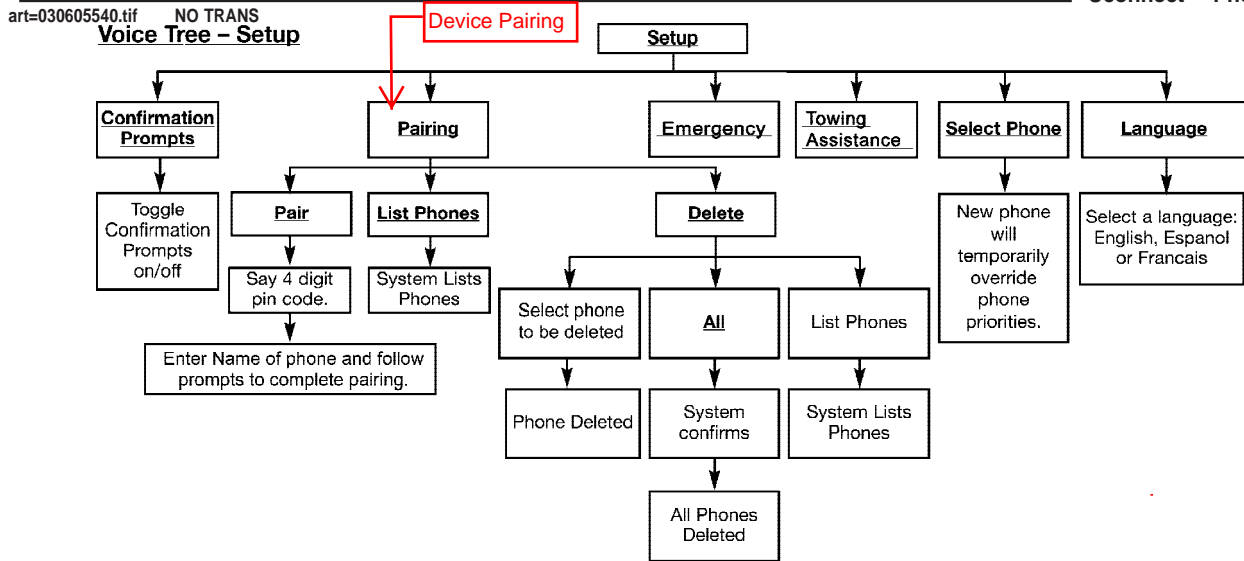 art=030605540.tif NO TRANS
Device Pairing
Voice Tree – Setup
Setup
Confirmation
Prompts
Pairing
Emergency
Towing
Assistance
Select Phone
Language
Toggle
Confirmation
Prompts
on/off
Pair
List Phones
Delete
New phone
will
temporarily
override
phone
priorities.
Select a language:
English, Espanol
or Francais
Say 4 digit
pin code.
System Lists
Phones
Select phone
to be deleted
All
List Phones
Enter Name of phone and follow
prompts to complete pairing.
Phone Deleted
System
confirms
System Lists
Phones
All Phones
Deleted